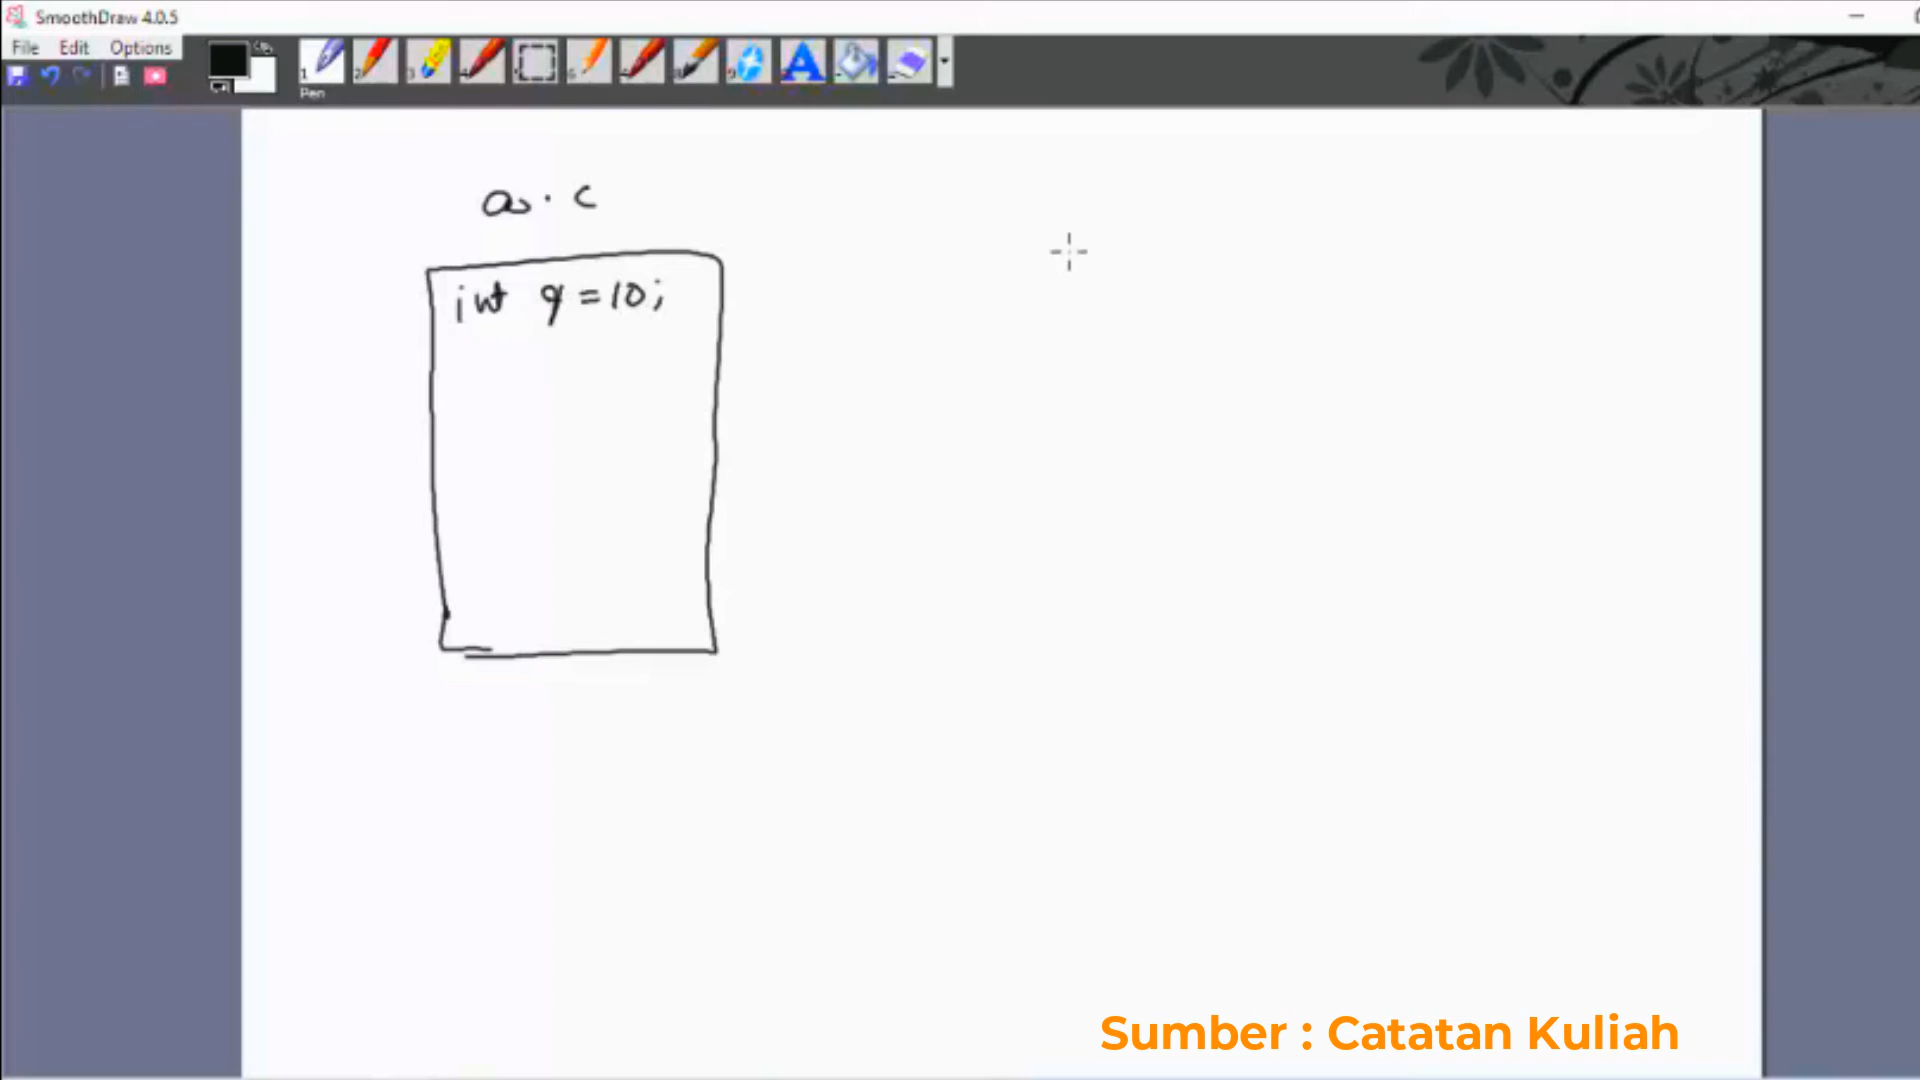 SmoothDraw 4.0.5
File Edit Options
Pen
a.c
int q = 10;
Sumber : Catatan Kuliah